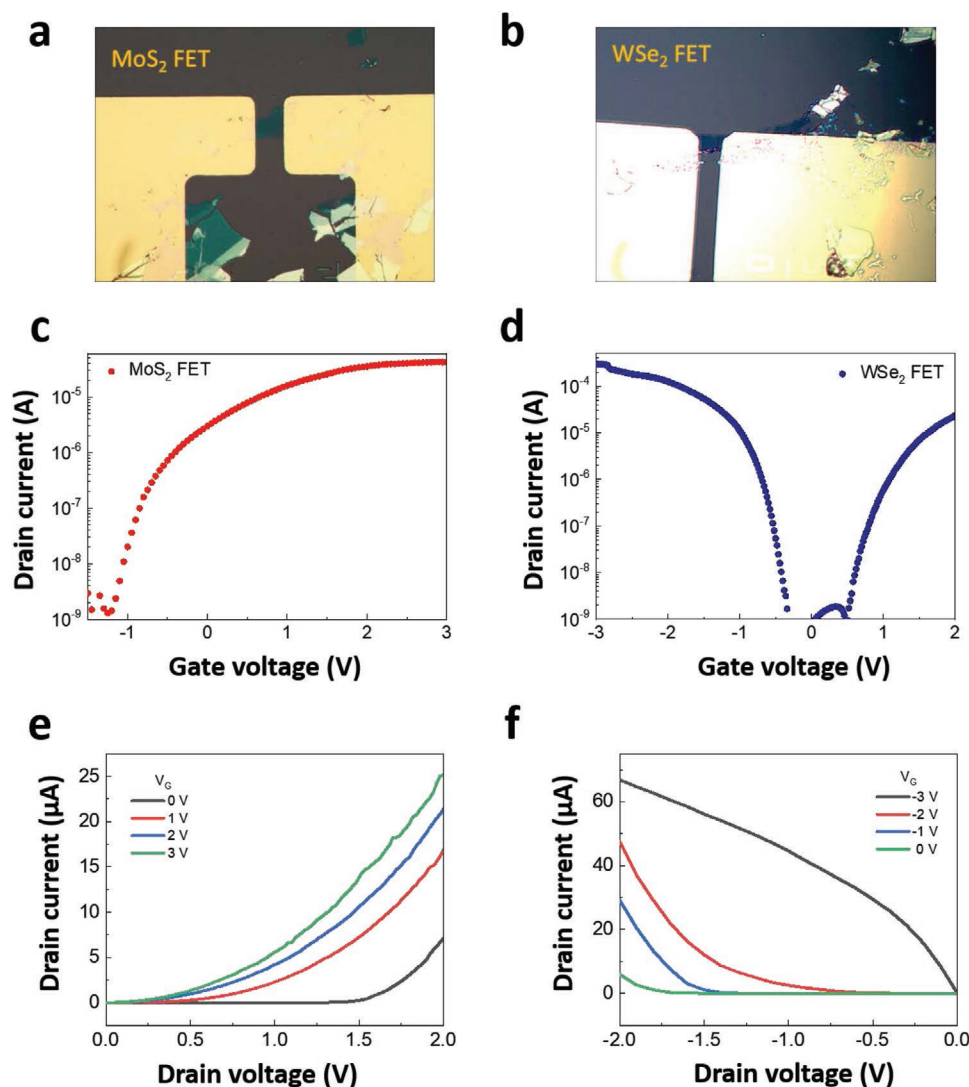 a
b
MoS₂ FET
WSe₂ FET
c
d
MoS₂ FET
WSe₂ FET
Drain current (A)
10⁻⁵
10⁻⁶
10⁻⁷
10⁻⁸
10⁻⁹
-1
0
1
2
3
Gate voltage (V)
Drain current (A)
10⁻⁴
10⁻⁵
10⁻⁶
10⁻⁷
10⁻⁸
10⁻⁹
-3
-2
-1
0
1
2
Gate voltage (V)
e
f
Drain current (µA)
25
20
15
10
5
0
V_G
0 V
1 V
2 V
3 V
0.0
0.5
1.0
1.5
2.0
Drain voltage (V)
Drain current (µA)
60
40
20
0
V_G
-3 V
-2 V
-1 V
0 V
-2.0
-1.5
-1.0
-0.5
0.0
Drain voltage (V)